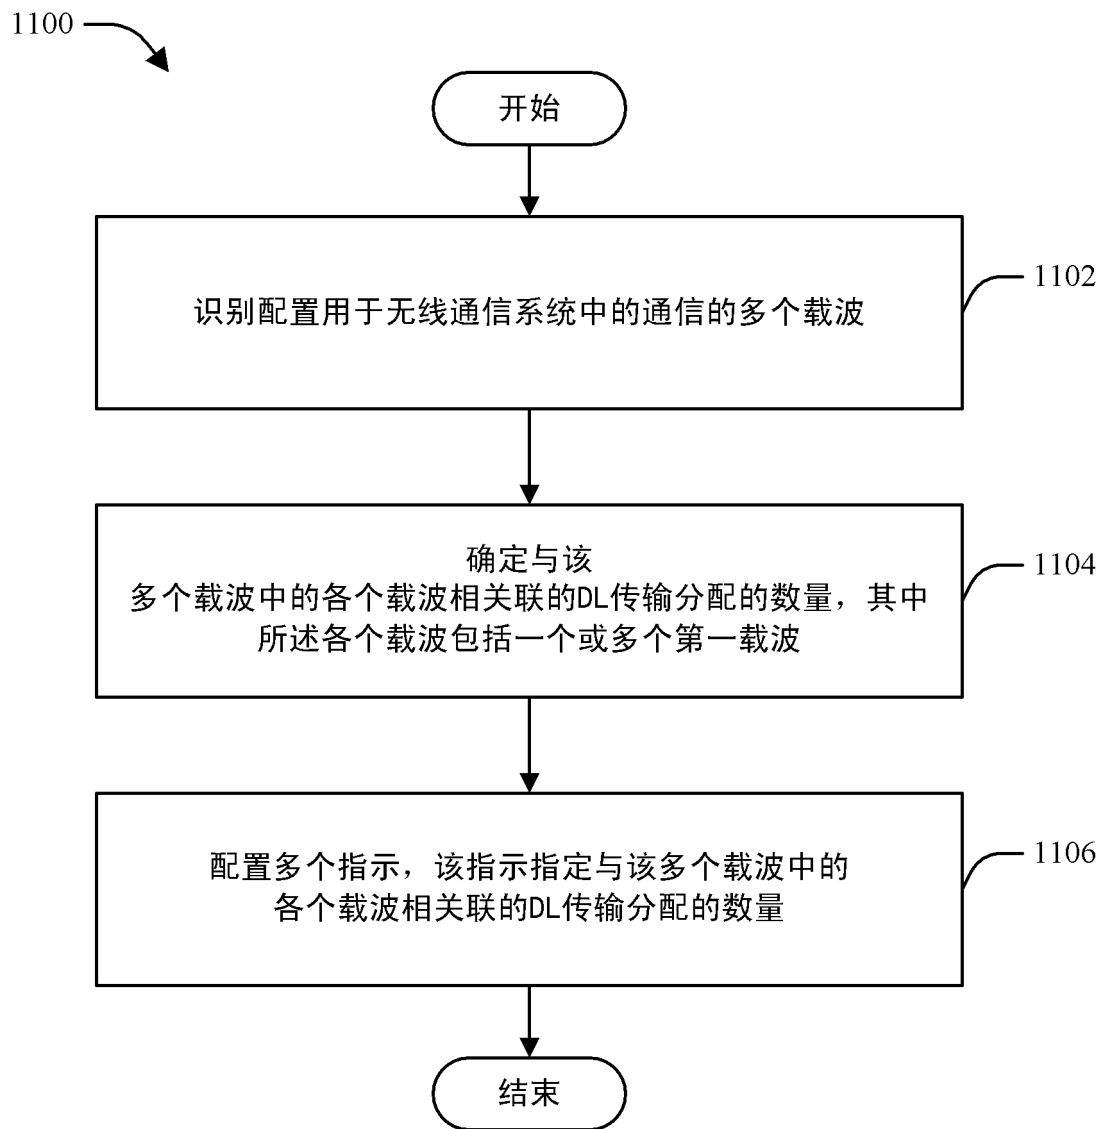 1100
开始
识别配置用于无线通信系统中的通信的多个载波
1102
确定与该
多个载波中的各个载波相关联的DL传输分配的数量，其中
所述各个载波包括一个或多个第一载波
1104
配置多个指示，该指示指定与该多个载波中的
各个载波相关联的DL传输分配的数量
1106
结束